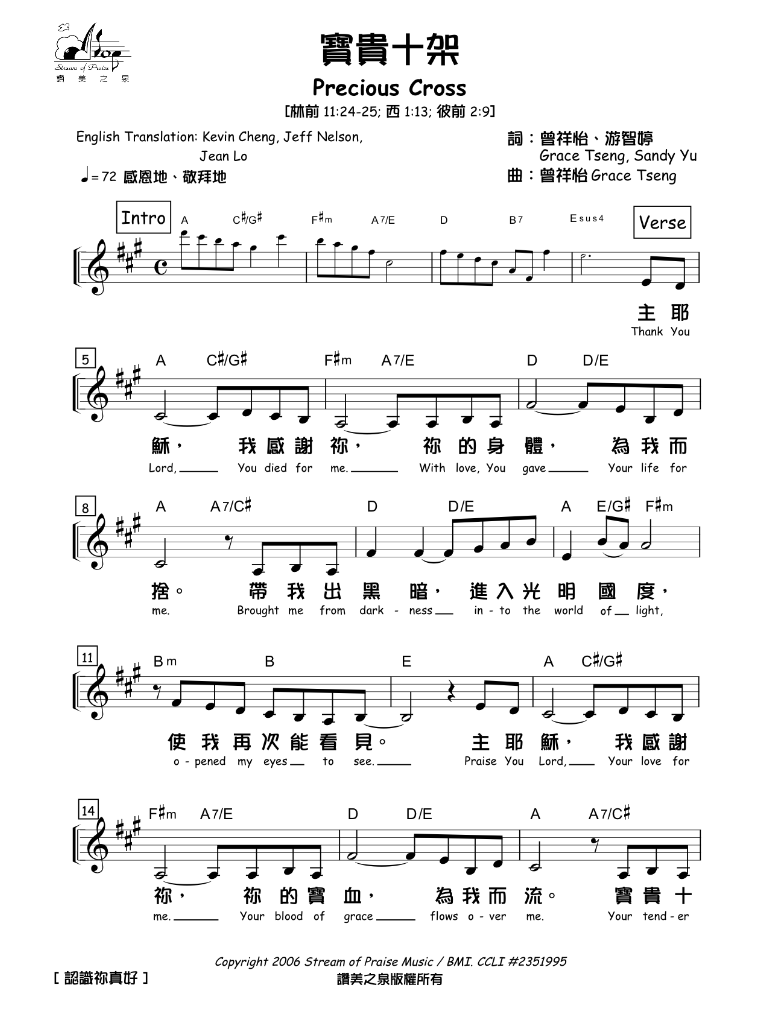 Stream of Praise
讚 美 之 泉
寶貴十架
Precious Cross
[林前 11:24-25; 西 1:13; 彼前 2:9]
English Translation: Kevin Cheng, Jeff Nelson,
Jean Lo
詞：曾祥怡、游智婷
Grace Tseng, Sandy Yu
♩= 72 感恩地、敬拜地
曲：曾祥怡 Grace Tseng
Intro
A C#/G# F#m A7/E D B7 Esus4
Verse
主 耶
Thank You
5
A C#/G# F#m A7/E D D/E
穌， 我 感 謝 祢， 祢 的 身 體， 為 我 而
Lord,____ You died for me.____ With love, You gave____ Your life for
8
A A7/C# D D/E A E/G# F#m
捨。 帶 我 出 黑 暗， 進 入 光 明 國 度，
me. Brought me from dark - ness___ in - to the world of__ light,
11
Bm B E A C#/G#
使 我 再 次 能 看 見。 主 耶 穌， 我 感 謝
o - pened my eyes - to see.____ Praise You Lord,____ Your love for
14
F#m A7/E D D/E A A7/C#
祢， 祢 的 寶 血， 為 我 而 流。 寶 貴 十
me.____ Your blood of grace____ flows o - ver me. Your tend - er
Copyright 2006 Stream of Praise Music / BMI. CCLI #2351995
[ 認識祢真好 ]
讚美之泉版權所有